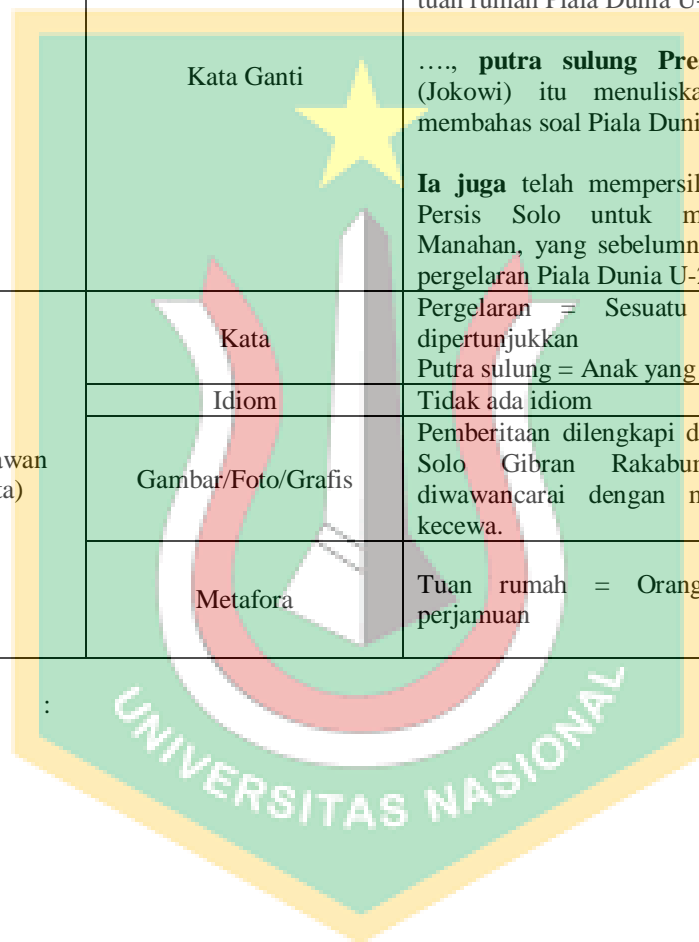 tuan rumah Piala Dunia U-
Kata Ganti
…., putra sulung Pres
(Jokowi) itu menuliska
membahas soal Piala Duni
Ia juga telah mempersil
Persis Solo untuk m
Manahan, yang sebelumn
pergelaran Piala Dunia U-2
Kata
Pergelaran = Sesuatu
dipertunjukkan
Putra sulung = Anak yang
Idiom
Tidak ada idiom
awan
ta)
Gambar/Foto/Grafis
Pemberitaan dilengkapi d
Solo Gibran Rakabun
diwawancarai dengan m
kecewa.
Metafora
Tuan rumah = Orang
perjamuan
:
UNIVERSITAS NASIONAL